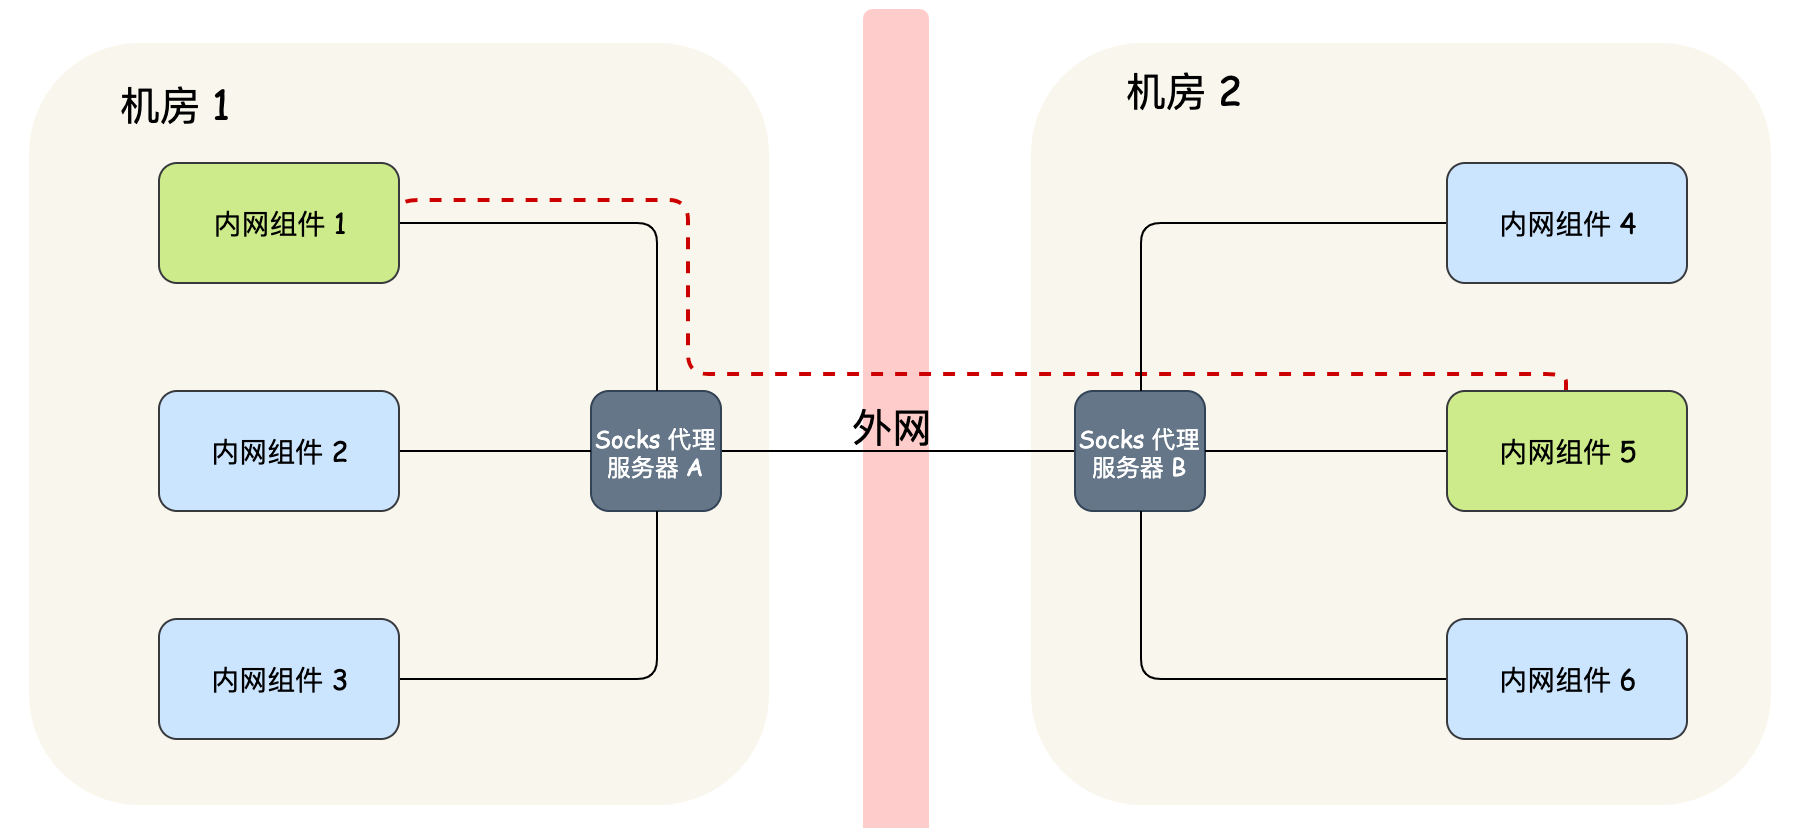 机房 1
机房 2
内网组件 1
内网组件 4
外网
内网组件 2
Socks 代理
服务器 A
Socks 代理
服务器 B
内网组件 5
内网组件 3
内网组件 6